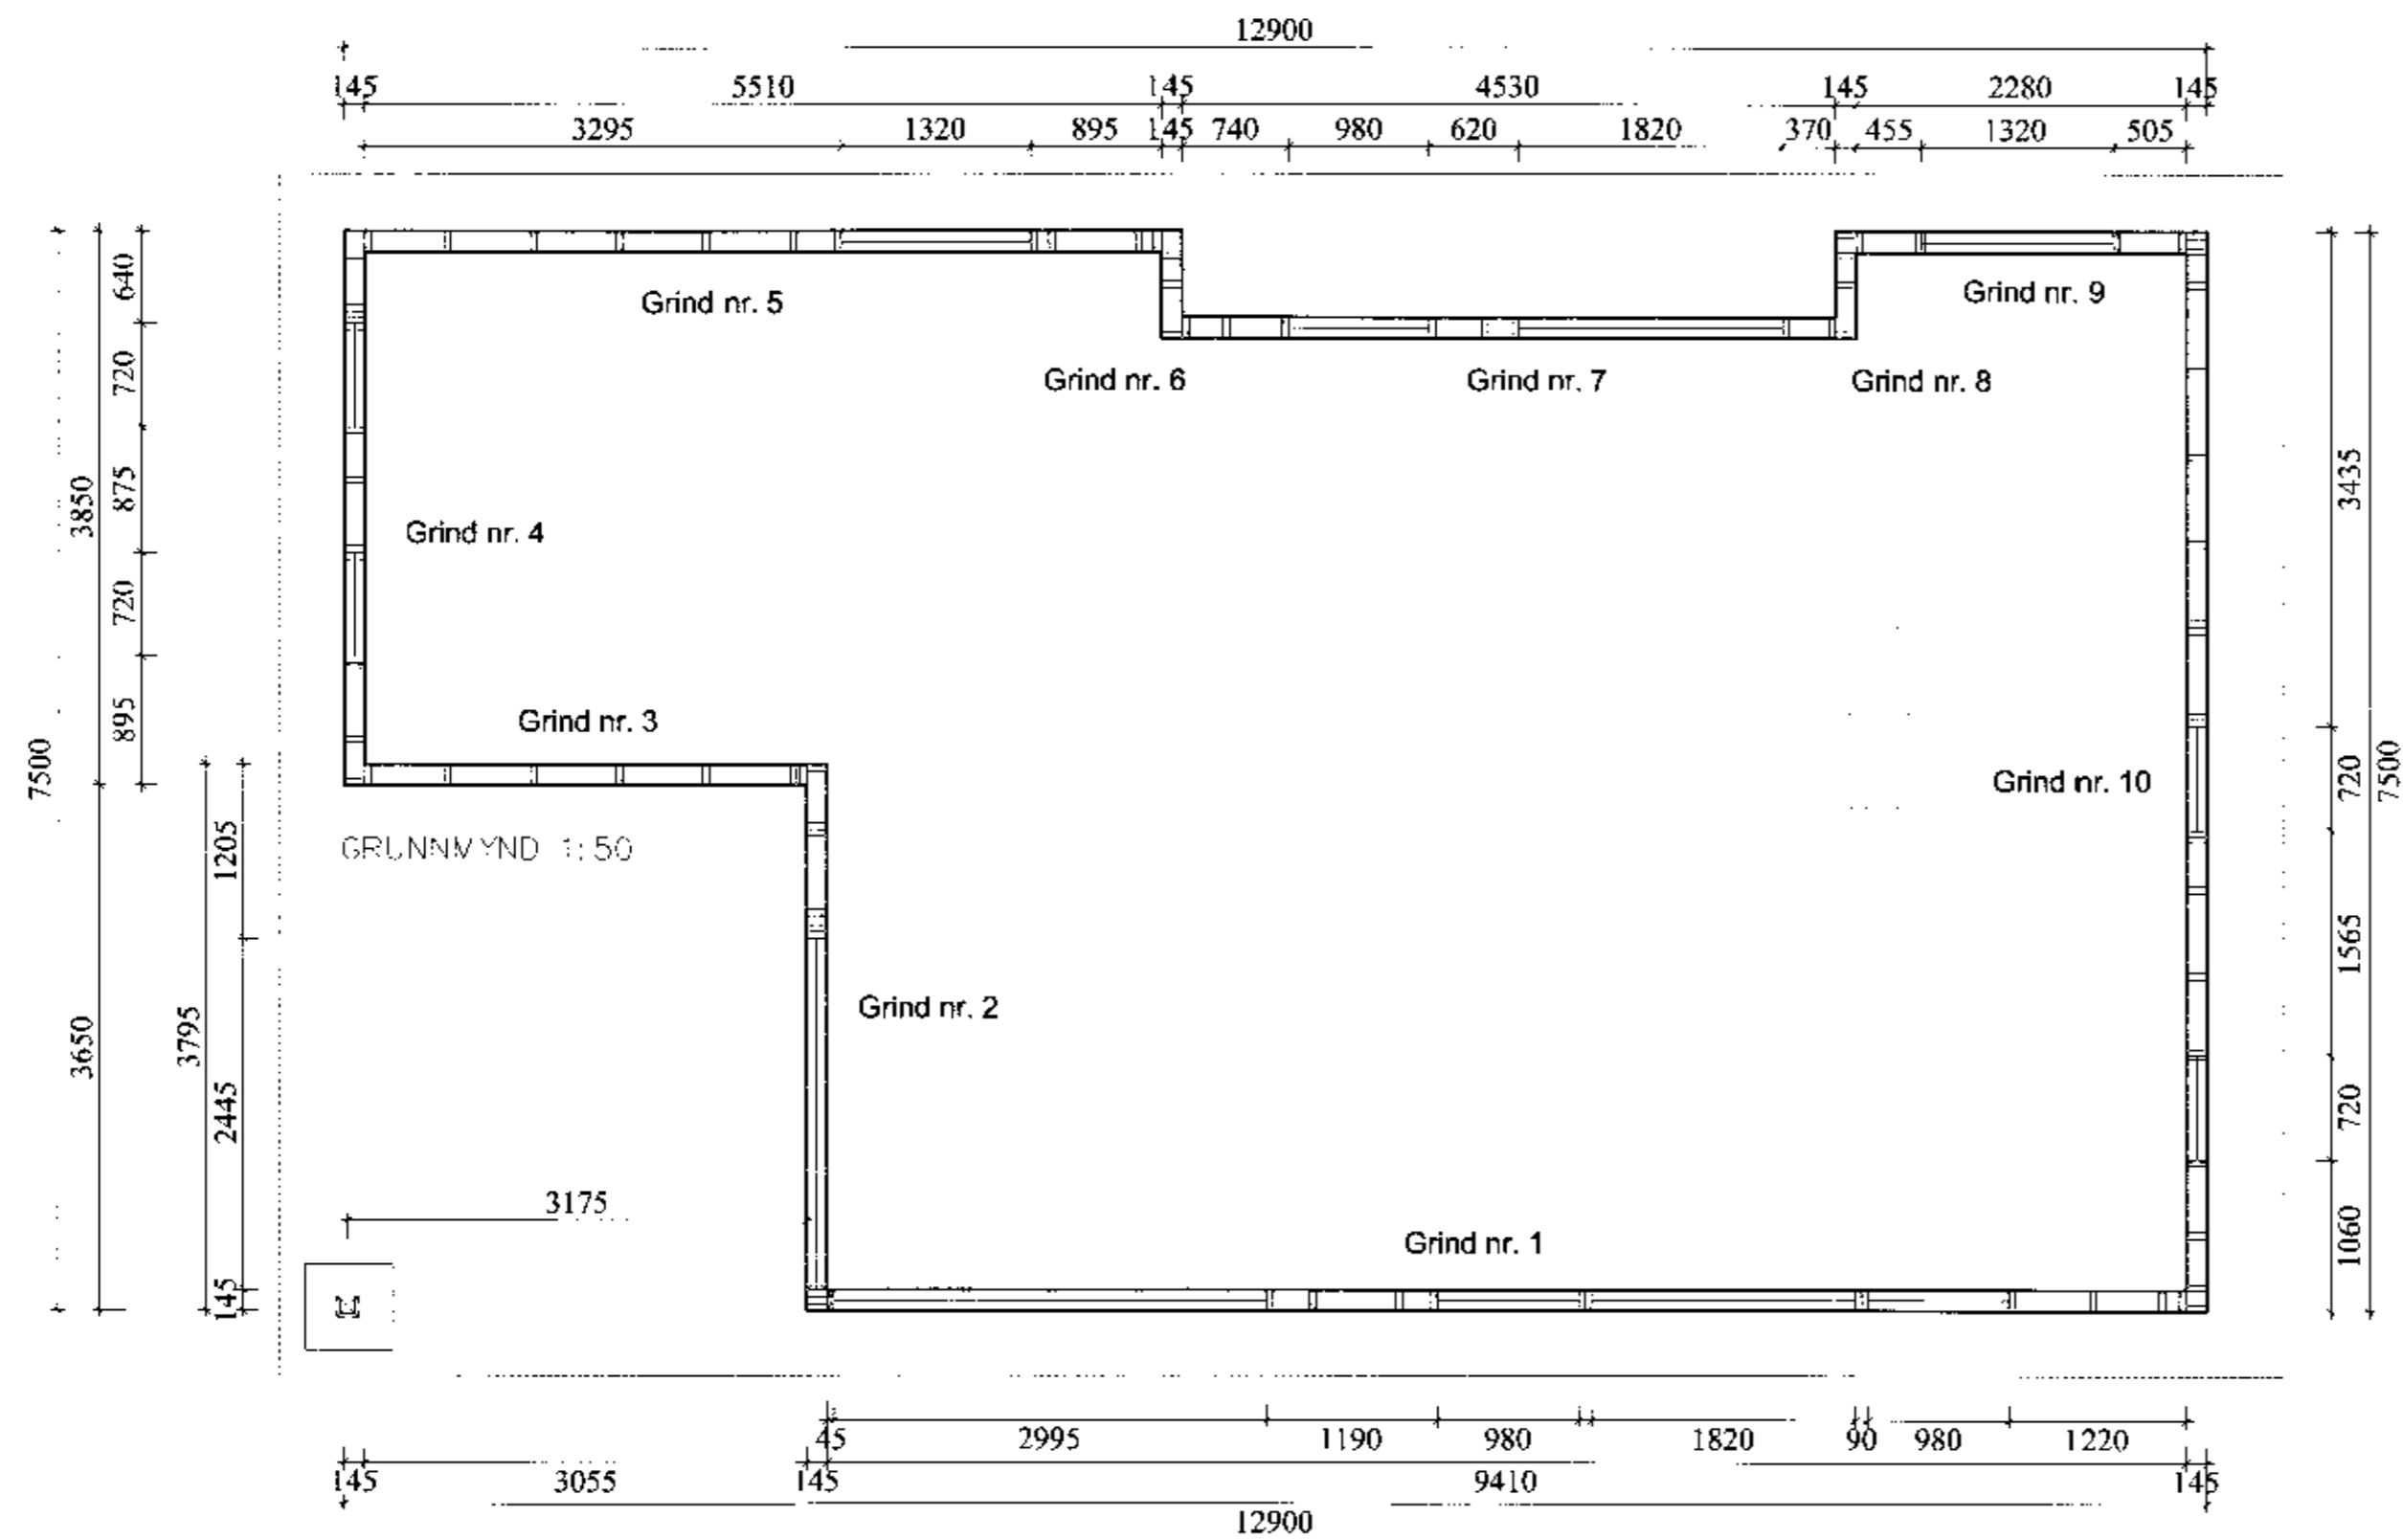 12900
145 5510 145 4530 145 2280 145
3295 1320 895 145 740 980 620 1820 370 455 1320 505
640
720
875
720
895
3850
3650
7500
1205
2445
145
3795
Grind nr. 5
Grind nr. 9
Grind nr. 6
Grind nr. 7
Grind nr. 8
Grind nr. 4
Grind nr. 3
Grind nr. 10
GRUNNMYND 1:50
Grind nr. 2
3175
Grind nr. 1
3435
720
1565
720
1060
7500
45 2995 1190 980 1820 90 980 1220
145 3055 145 9410 145
12900